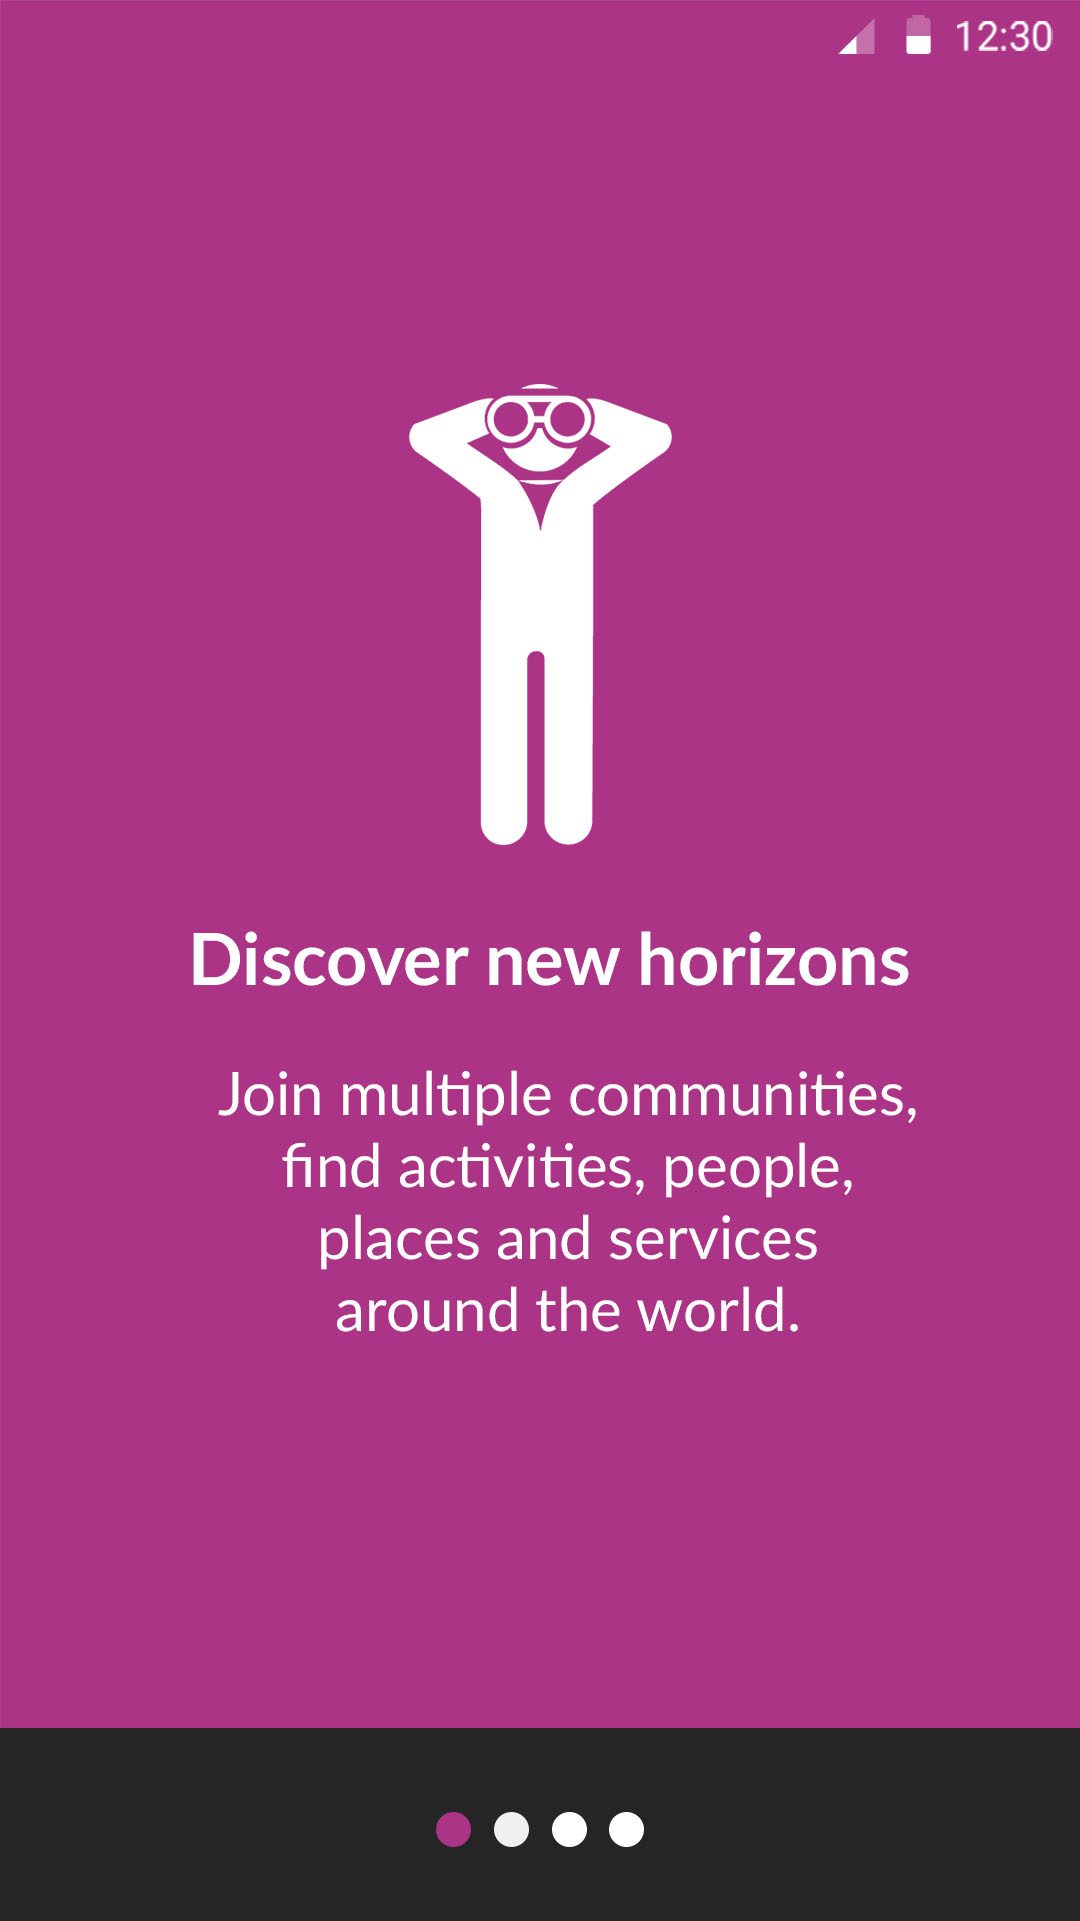 12:30
Discover new horizons
Join multiple communities,
find activities, people,
places and services
around the world.